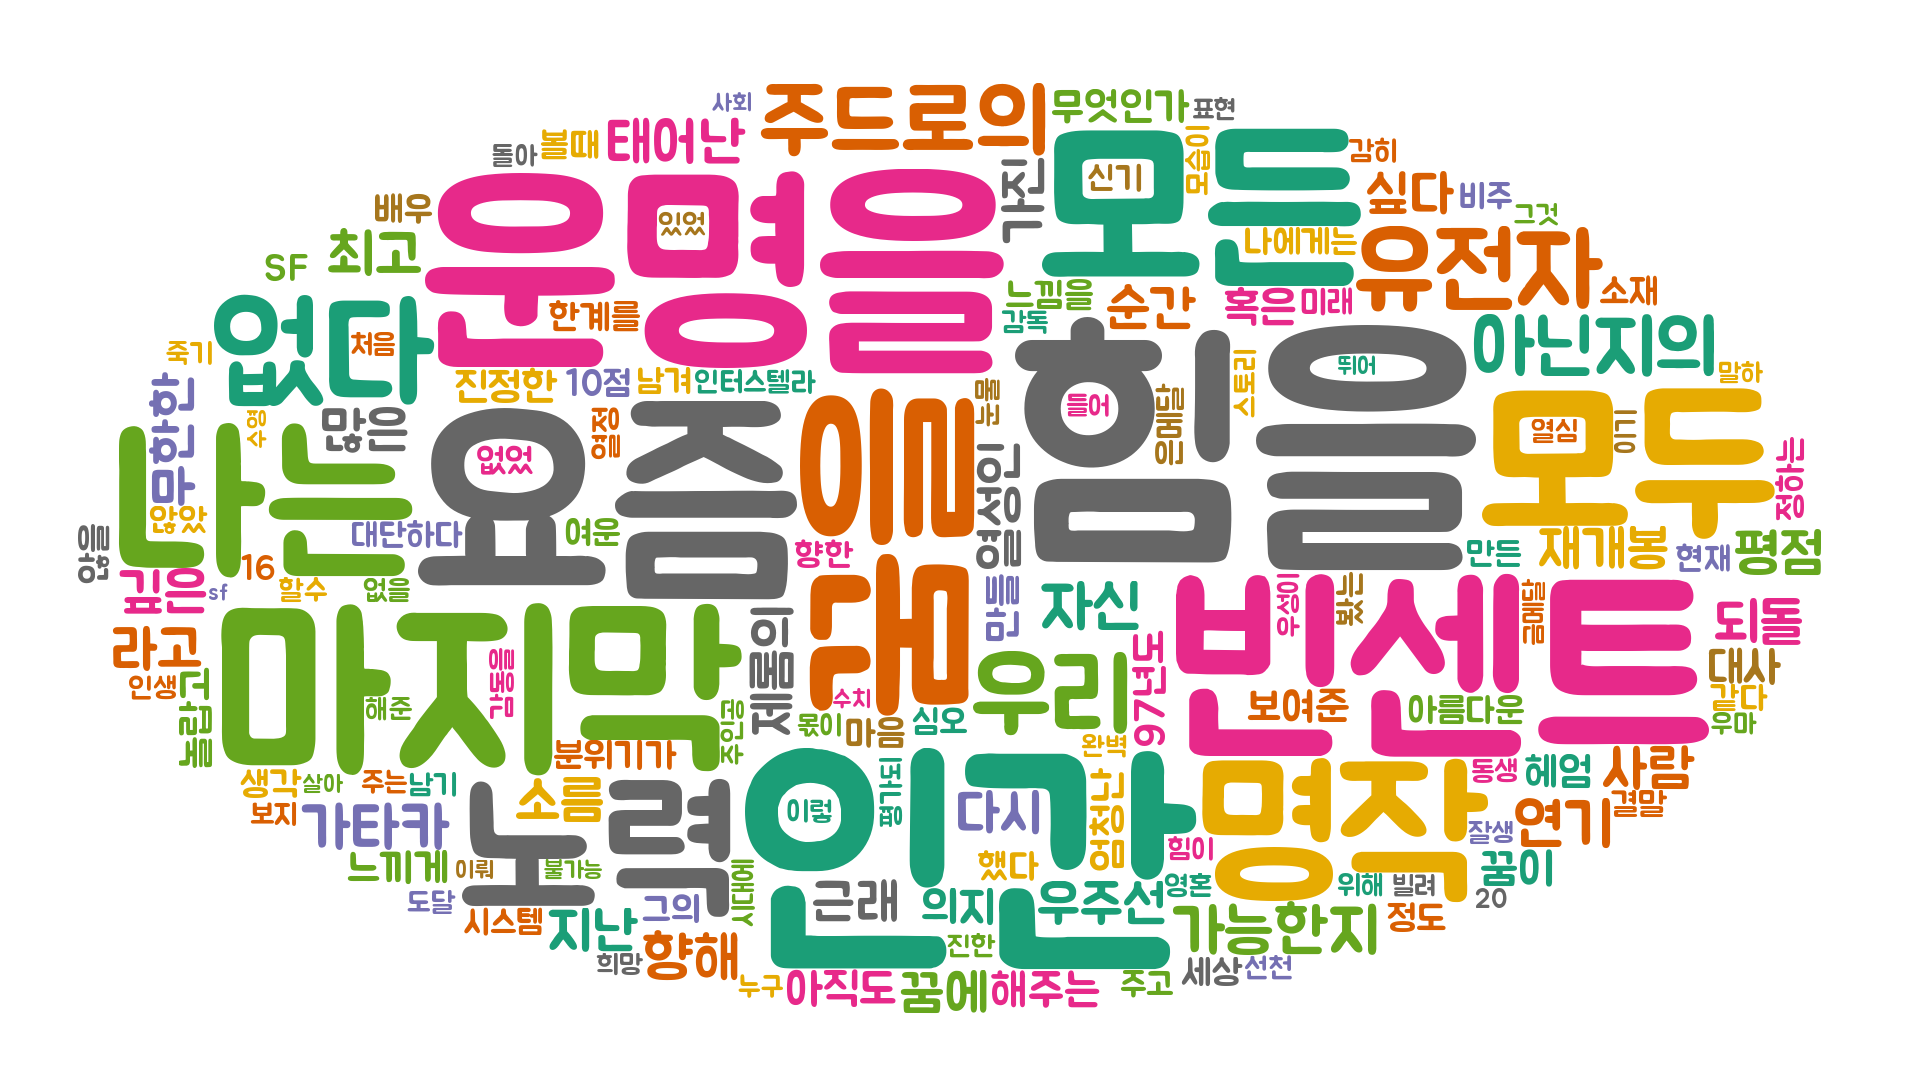 사회
주드로의
무엇인가
표현
돌아
볼때
태어난
모든
신기
모습이
감히
배우
운명을
있었
가진
싶다
비주
그것
SF
최고
나에게는
유전자
소재
없다
처음
한계를
느낌을
감독
순간
혹은
미래
죽기
진정한
10점
남겨
인터스텔라
힘을
들어
뛰어
스토리
아닌지의
말하
무한한
수영
많은
요즘
없었
열정
꿈을
눈물
열성인
은메달
모두
열심
이기
정하는
나는
않았
대단하다
여운
향한
만든
재개봉
현재
평점
않을
깊은
16
sf
할수
없을
만들
자신
빈센트
우성이
봤는
금메달
되돌
라고
인생
놀랍고
마지막
해준
감동을
주인공
제롬의
수치
몫이
마음
심오
우리
97년도
보여준
아름다운
대사
같다
우마
분위기가
완벽
생각
살아
주는
남기
소름
노력
인간
이렇
평가되
다시
엄청난
명작
동생
헤엄
사람
결말
보지
가타카
힘이
잘생
연기
느끼게
이뤄
불가능
시대에
했다
영혼
위해
빌려
꿈이
20
도달
시스템
지난
그의
근래
의지
우주선
가능한지
정도
희망
향해
진한
세상
선천
누구
아직도
꿈에
해주는
주고